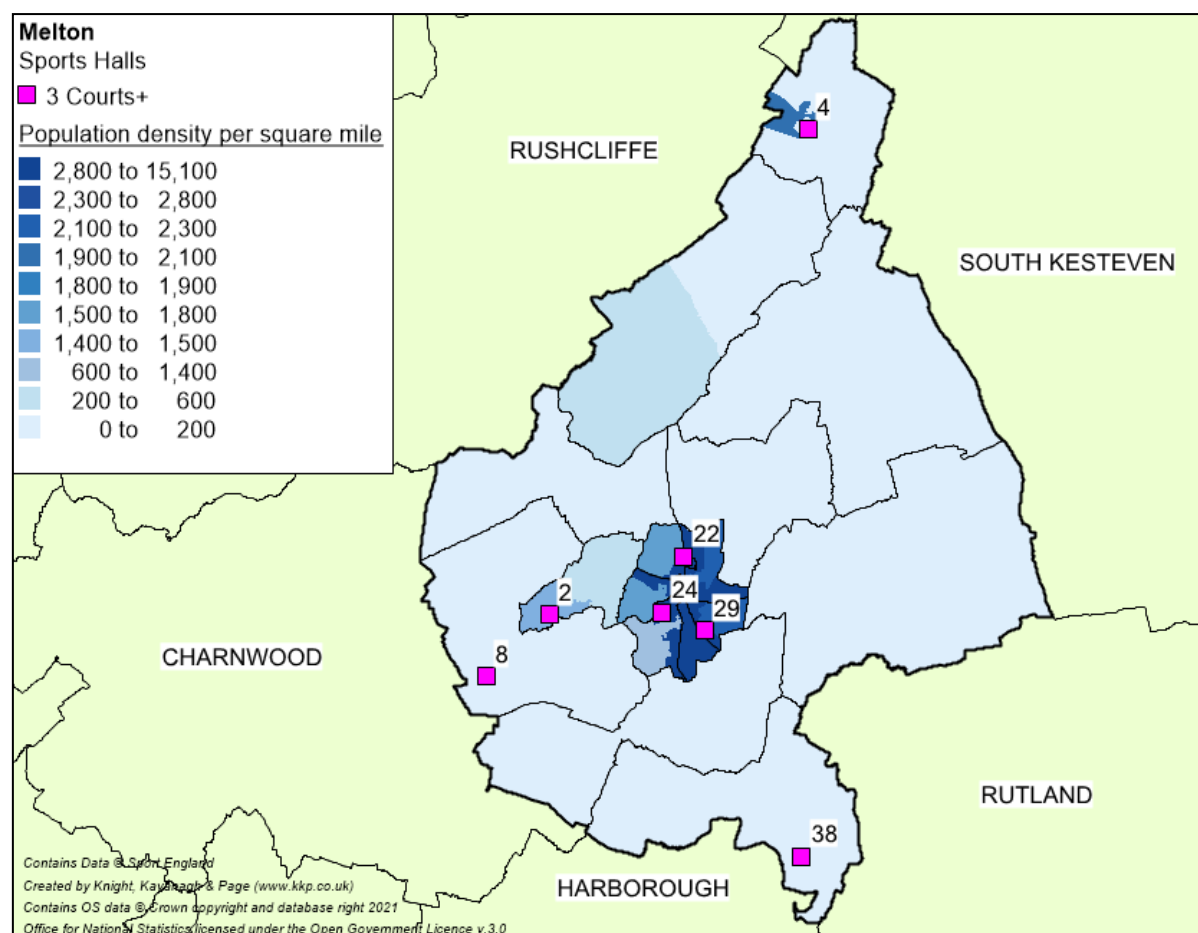 Melton
Sports Halls
3 Courts+
Population density per square mile
2,800 to 15,100
2,300 to 2,800
2,100 to 2,300
1,900 to 2,100
1,800 to 1,900
1,500 to 1,800
1,400 to 1,500
600 to 1,400
200 to 600
0 to 200
4
RUSHCLIFFE
SOUTH KESTEVEN
22
2
24
29
8
CHARNWOOD
RUTLAND
38
HARBOROUGH
Contains Data © Sport England
Created by Knight, Kavanagh & Page (www.kkp.co.uk)
Contains OS data © Crown copyright and database right 2021
Office for National Statistics licensed under the Open Government Licence v.3.0